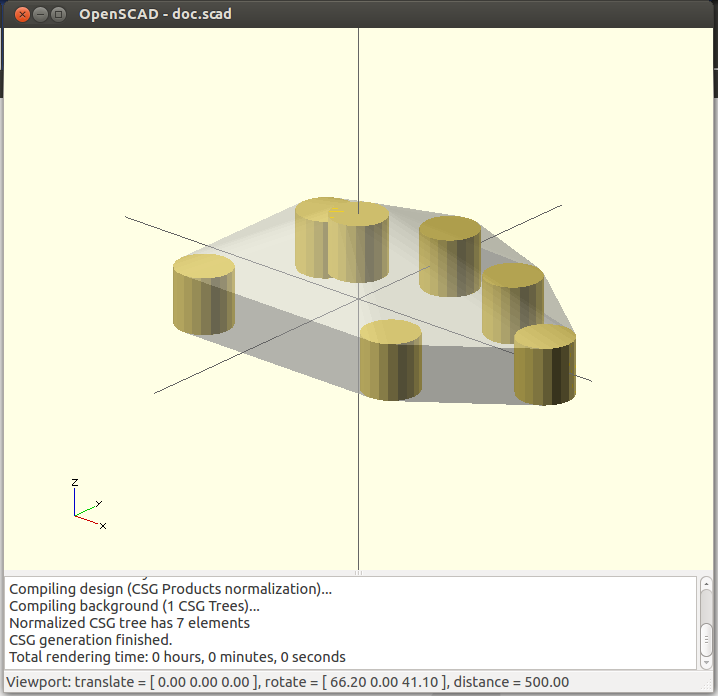 OpenSCAD - doc.scad
Z
Y
X
Compiling design (CSG Products normalization)...
Compiling background (1 CSG Trees)...
Normalized CSG tree has 7 elements
CSG generation finished.
Total rendering time: 0 hours, 0 minutes, 0 seconds
Viewport: translate = [ 0.00 0.00 0.00 ], rotate = [ 66.20 0.00 41.10 ], distance = 500.00